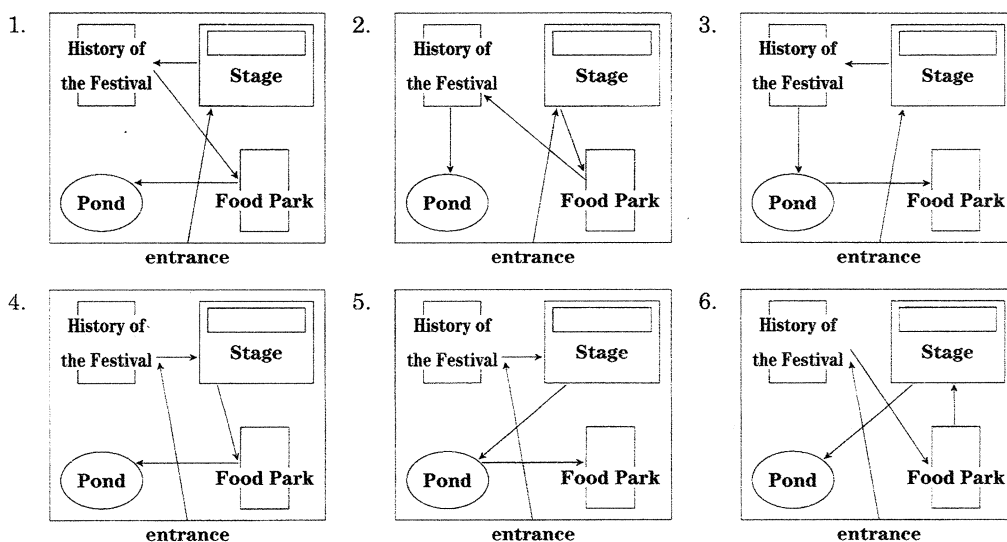 1.
History of
the Festival
Stage
Pond
Food Park
entrance
2.
History of
the Festival
Stage
Pond
Food Park
entrance
3.
History of
the Festival
Stage
Pond
Food Park
entrance
4.
History of
the Festival
Stage
Pond
Food Park
entrance
5.
History of
the Festival
Stage
Pond
Food Park
entrance
6.
History of
the Festival
Stage
Pond
Food Park
entrance